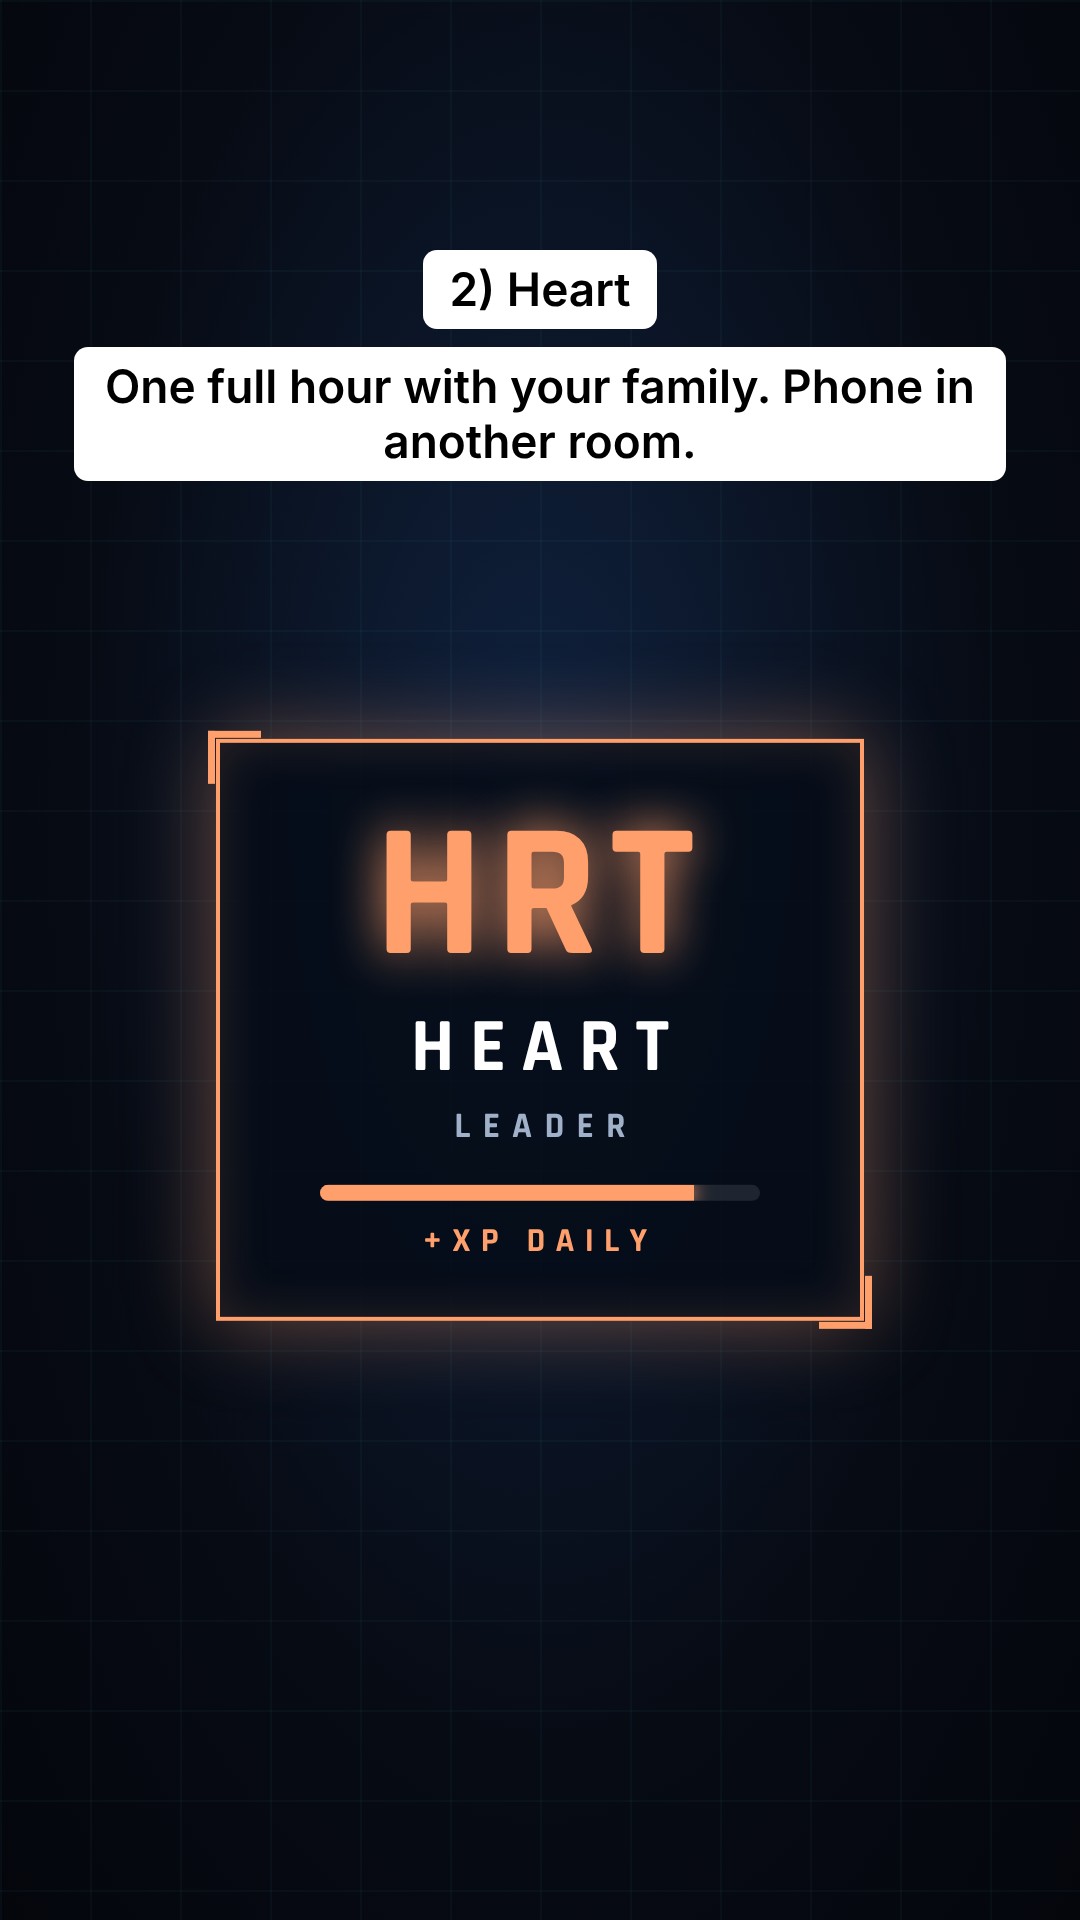 2) Heart
One full hour with your family. Phone in
another room.
HRT
HEART
LEADER
+XP DAILY